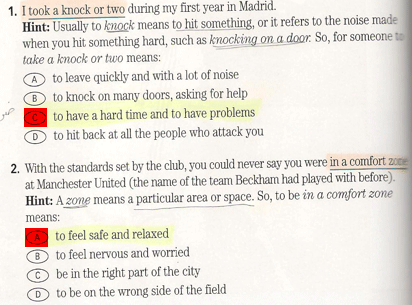 1. I took a knock or two during my first year in Madrid.
Hint: Usually to knock means to hit something, or it refers to the noise made
when you hit something hard, such as knocking on a door. So, for someone to
take a knock or two means:
A to leave quickly and with a lot of noise
B to knock on many doors, asking for help
C to have a hard time and to have problems
D to hit back at all the people who attack you
2. With the standards set by the club, you could never say you were in a comfort zone
at Manchester United (the name of the team Beckham had played with before).
Hint: A zone means a particular area or space. So, to be in a comfort zone
means:
A to feel safe and relaxed
B to feel nervous and worried
C be in the right part of the city
D to be on the wrong side of the field